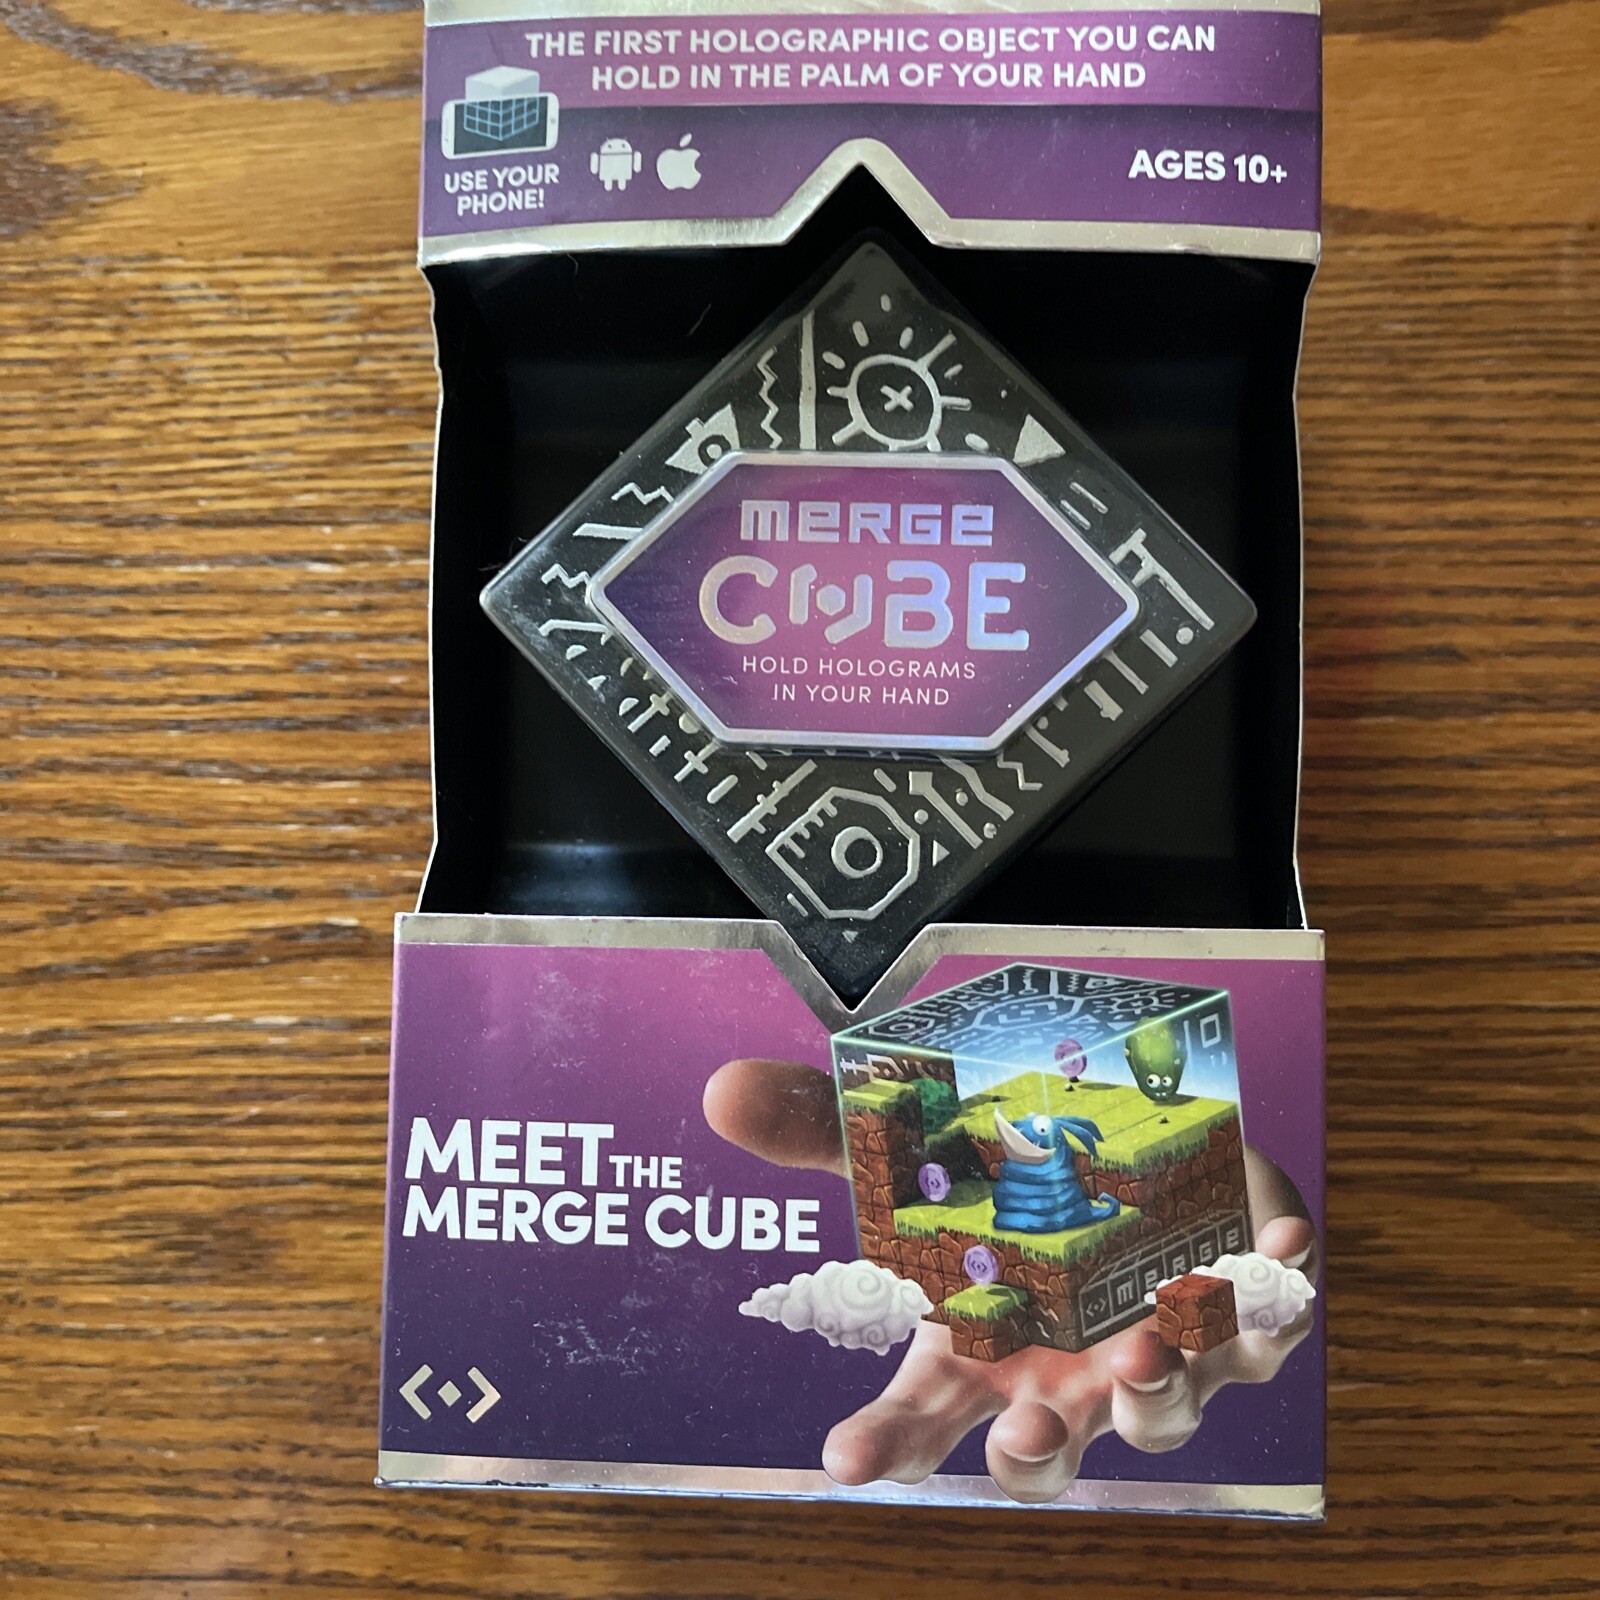 THE FIRST HOLOGRAPHIC OBJECT YOU CAN
HOLD IN THE PALM OF YOUR HAND
USE YOUR
PHONE!
AGES 10+
MERGE
CUBE
HOLD HOLOGRAMS
IN YOUR HAND
MEET THE
MERGE CUBE
MERGE